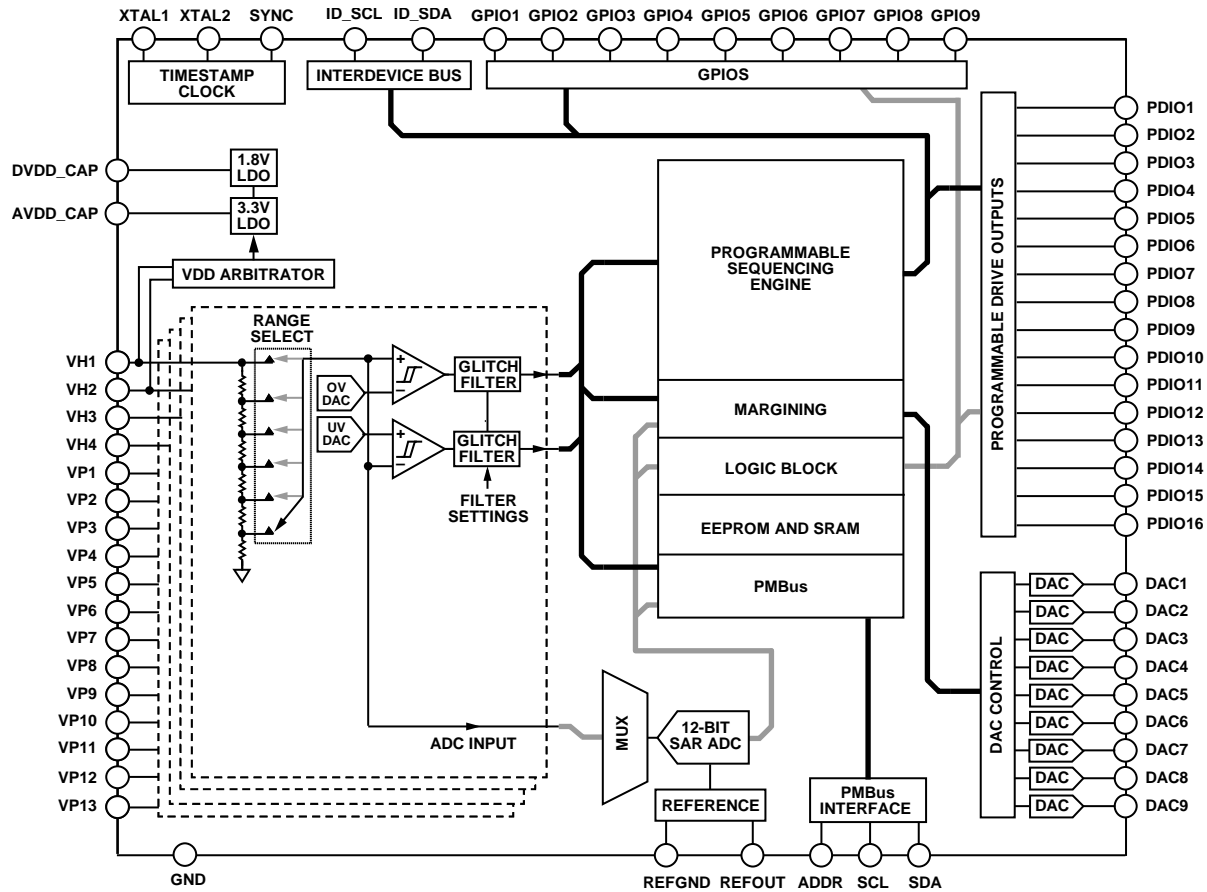 XTAL1 XTAL2 SYNC ID_SCL ID_SDA GPIO1 GPIO2 GPIO3 GPIO4 GPIO5 GPIO6 GPIO7 GPIO8 GPIO9
TIMESTAMP
CLOCK
INTERDEVICE BUS
GPIOS
DVDD_CAP
AVDD_CAP
1.8V
LDO
3.3V
LDO
VDD ARBITRATOR
VH1
VH2
VH3
VH4
VP1
VP2
VP3
VP4
VP5
VP6
VP7
VP8
VP9
VP10
VP11
VP12
VP13
RANGE
SELECT
OV
DAC
UV
DAC
+
−
+
−
GLITCH
FILTER
GLITCH
FILTER
FILTER
SETTINGS
ADC INPUT
MUX
12-BIT
SAR ADC
REFERENCE
PROGRAMMABLE
SEQUENCING
ENGINE
MARGINING
LOGIC BLOCK
EEPROM AND SRAM
PMBus
PMBus
INTERFACE
PROGRAMMABLE DRIVE OUTPUTS
PDIO1
PDIO2
PDIO3
PDIO4
PDIO5
PDIO6
PDIO7
PDIO8
PDIO9
PDIO10
PDIO11
PDIO12
PDIO13
PDIO14
PDIO15
PDIO16
DAC CONTROL
DAC DAC1
DAC DAC2
DAC DAC3
DAC DAC4
DAC DAC5
DAC DAC6
DAC DAC7
DAC DAC8
DAC DAC9
GND
REFGND REFOUT ADDR SCL SDA